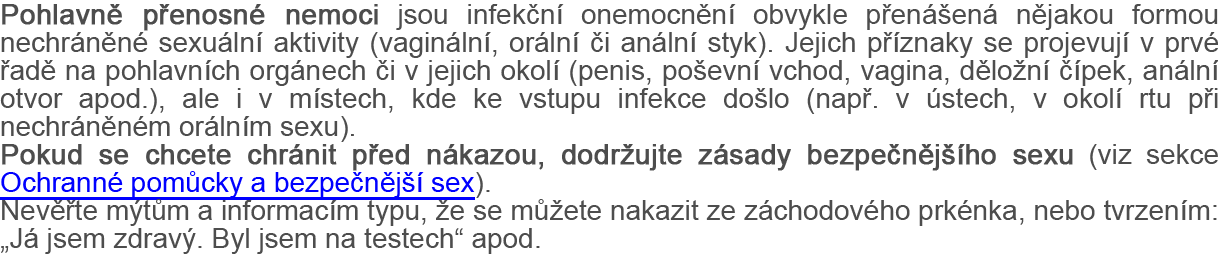 Pohlavně přenosné nemoci jsou infekční onemocnění obvykle přenášená nějakou formou
nechráněné sexuální aktivity (vaginální, orální či anální styk). Jejich příznaky se projevují v prvé
řadě na pohlavních orgánech či v jejich okolí (penis, poševní vchod, vagina, děložní čípek, anální
otvor apod.), ale i v místech, kde ke vstupu infekce došlo (např. v ústech, v okolí rtu při
nechráněném orálním sexu).
Pokud se chcete chránit před nákazou, dodržujte zásady bezpečnějšího sexu (viz sekce
Ochranné pomůcky a bezpečnější sex).
Nevěřte mýtům a informacím typu, že se můžete nakazit ze záchodového prkénka, nebo tvrzením:
„Já jsem zdravý. Byl jsem na testech“ apod.